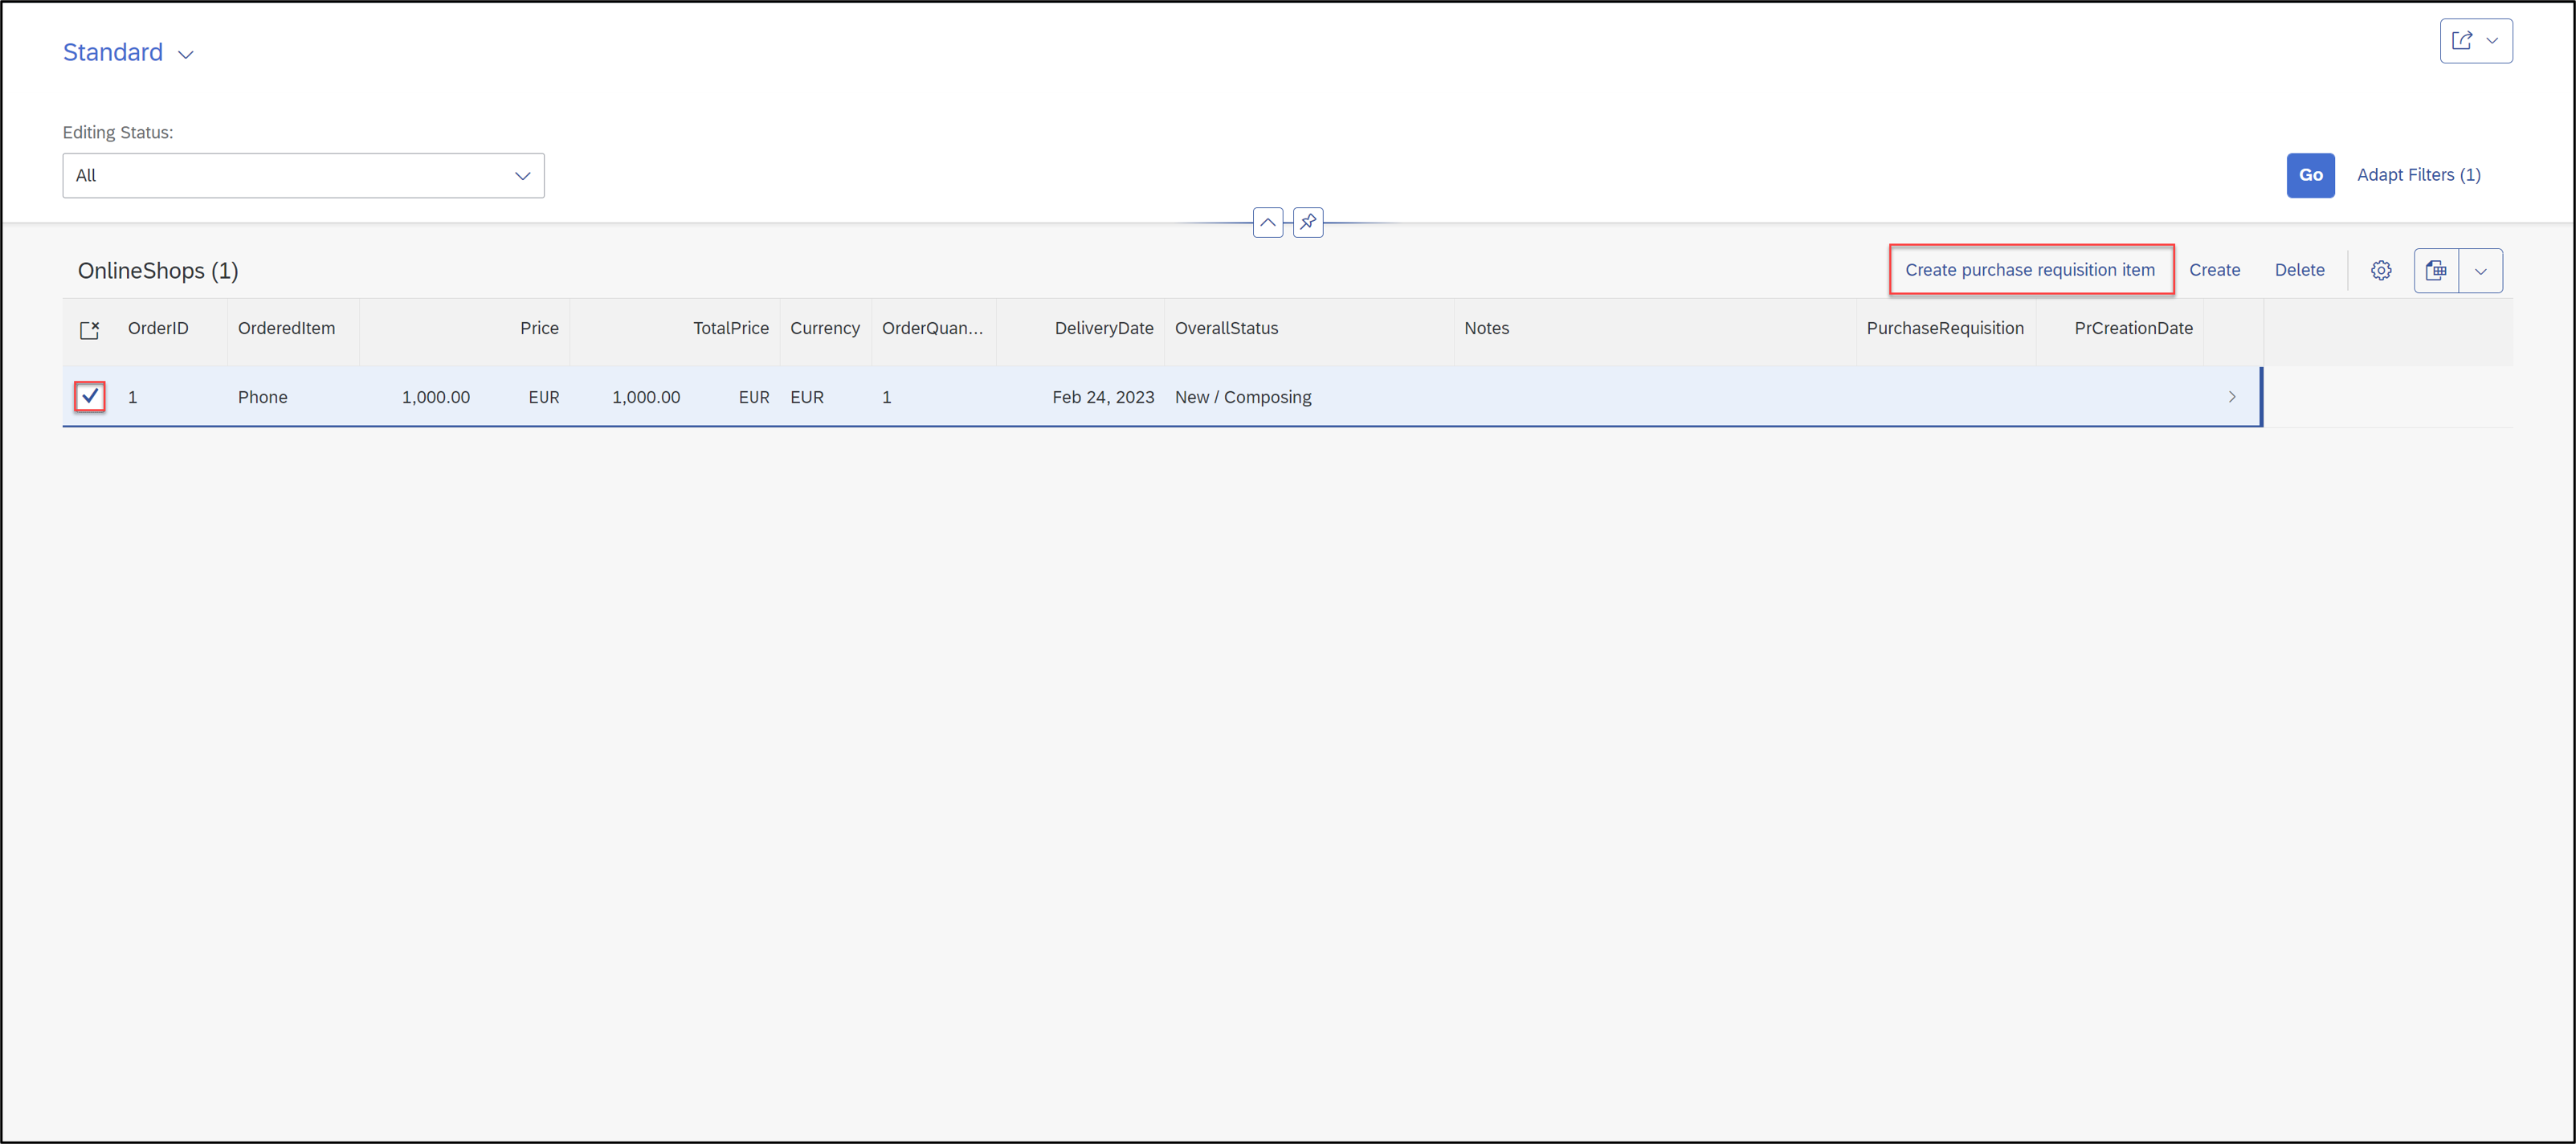 Standard
Editing Status:
All
Go Adapt Filters (1)
OnlineShops (1) Create purchase requisition item Create Delete
OrderID OrderedItem Price TotalPrice Currency OrderQuan... DeliveryDate OverallStatus Notes PurchaseRequisition PrCreationDate
1 Phone 1,000.00 EUR 1,000.00 EUR EUR 1 Feb 24, 2023 New / Composing